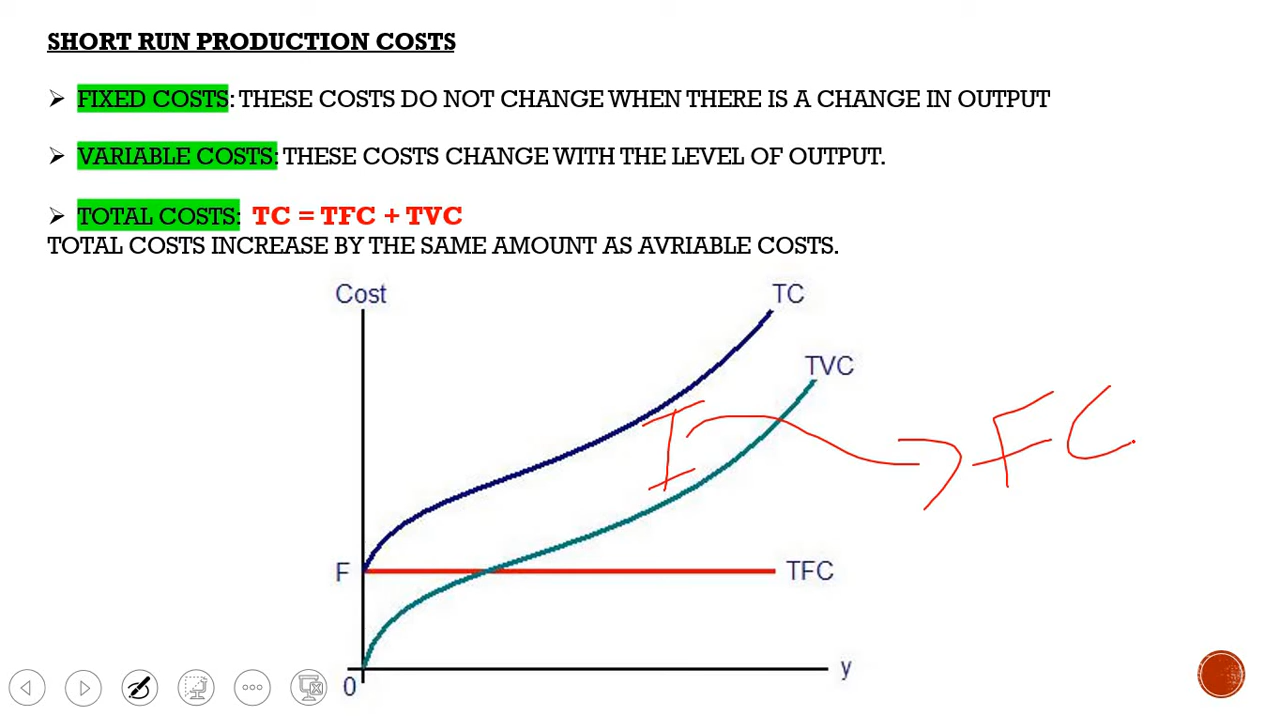 SHORT RUN PRODUCTION COSTS
FIXED COSTS: THESE COSTS DO NOT CHANGE WHEN THERE IS A CHANGE IN OUTPUT
VARIABLE COSTS: THESE COSTS CHANGE WITH THE LEVEL OF OUTPUT.
TOTAL COSTS: TC = TFC + TVC
TOTAL COSTS INCREASE BY THE SAME AMOUNT AS AVRIABLE COSTS.
Cost
TC
TVC
FC
F
TFC
y
0